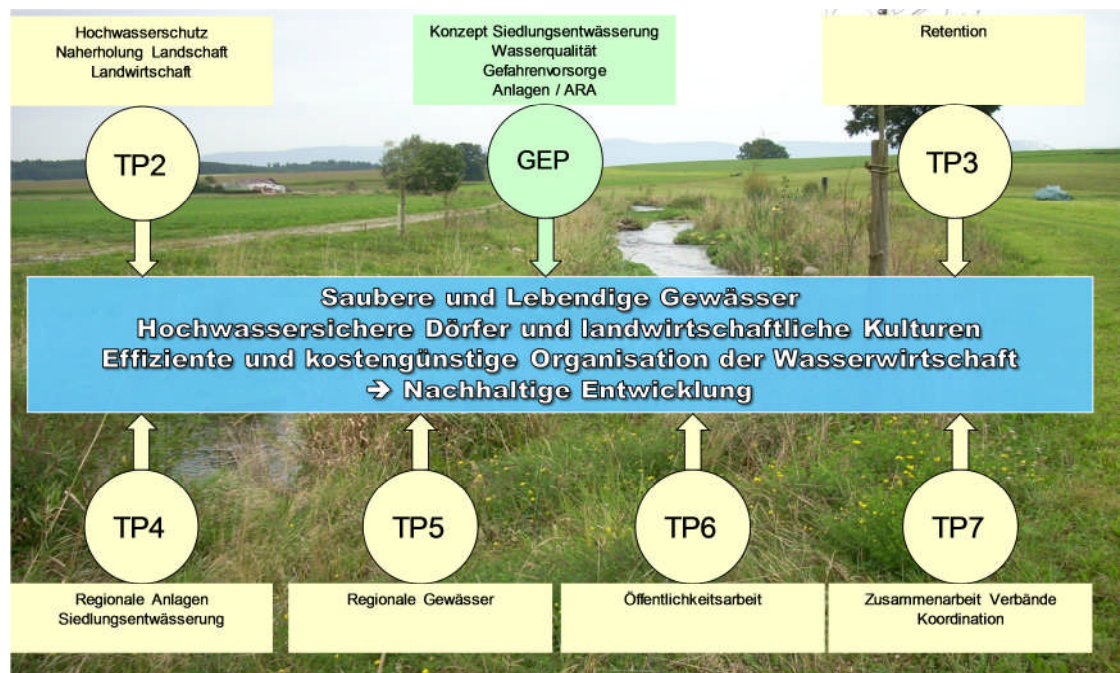 Hochwasserschutz
Naherholung Landschaft
Landwirtschaft
TP2
Konzept Siedlungsentwässerung
Wasserqualität
Gefahrenvorsorge
Anlagen / ARA
GEP
Retention
TP3
Saubere und Lebendige Gewässer
Hochwassersichere Dörfer und landwirtschaftliche Kulturen
Effiziente und kostengünstige Organisation der Wasserwirtschaft
➔ Nachhaltige Entwicklung
TP4
Regionale Anlagen
Siedlungsentwässerung
TP5
Regionale Gewässer
TP6
Öffentlichkeitsarbeit
TP7
Zusammenarbeit Verbände
Koordination